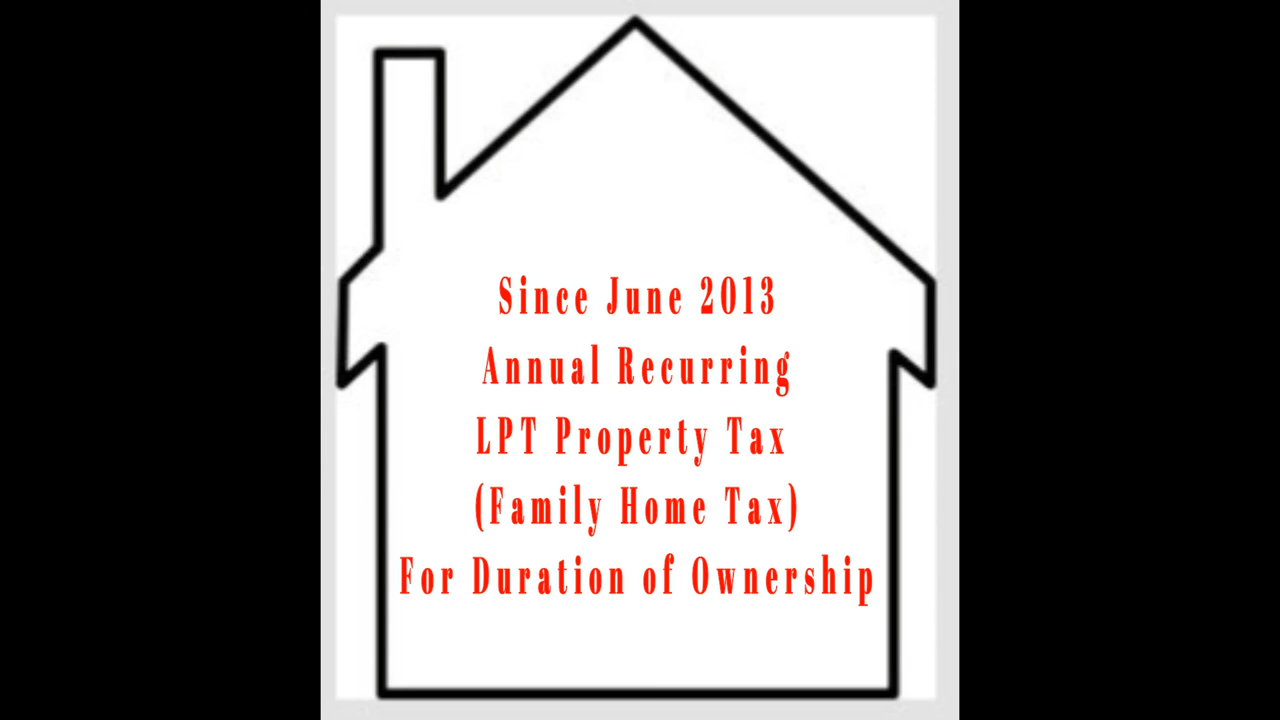 Since June 2013
Annual Recurring
LPT Property Tax
(Family Home Tax)
For Duration of Ownership